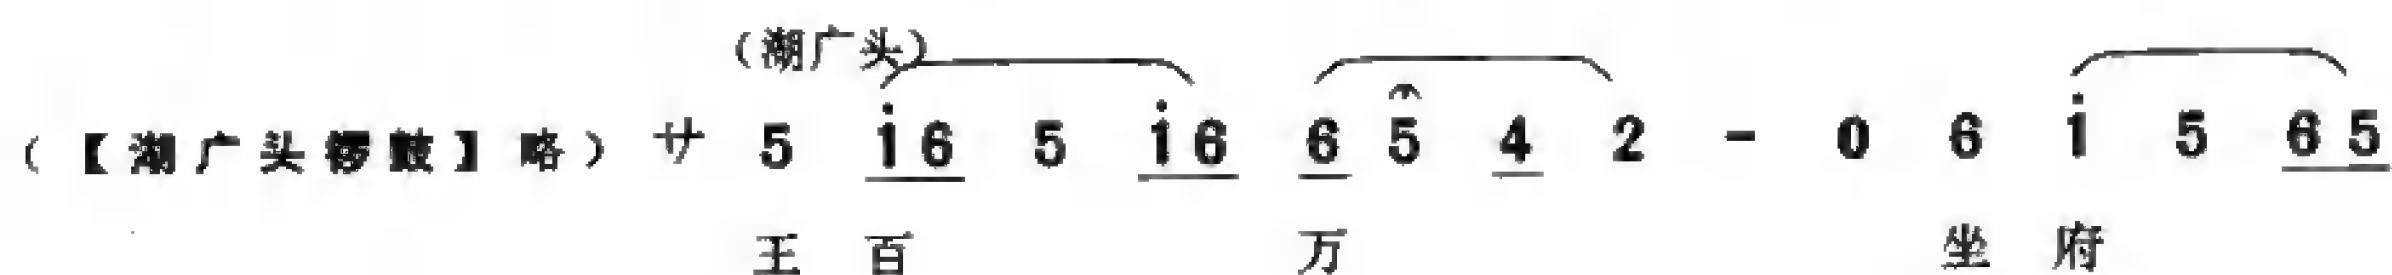 （湖广头）
（【湖广头锣鼓】略）サ 5 i6 5 i6 6 5 4 2 - 0 6 i 5 65
王 百 万 坐 府